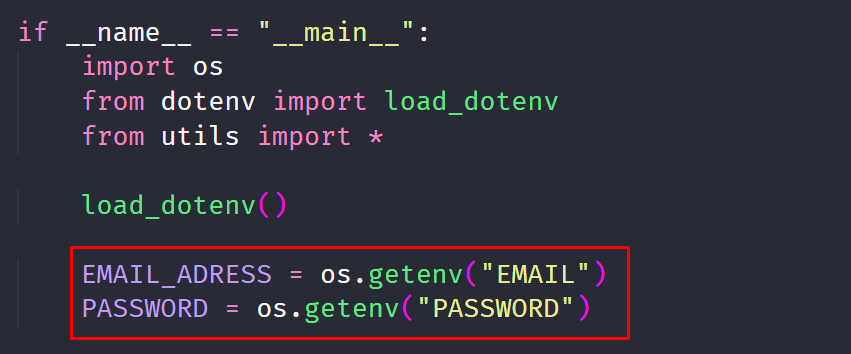 if __name__ == "__main__":
import os
from dotenv import load_dotenv
from utils import *
load_dotenv()
EMAIL_ADRESS = os.getenv("EMAIL")
PASSWORD = os.getenv("PASSWORD")